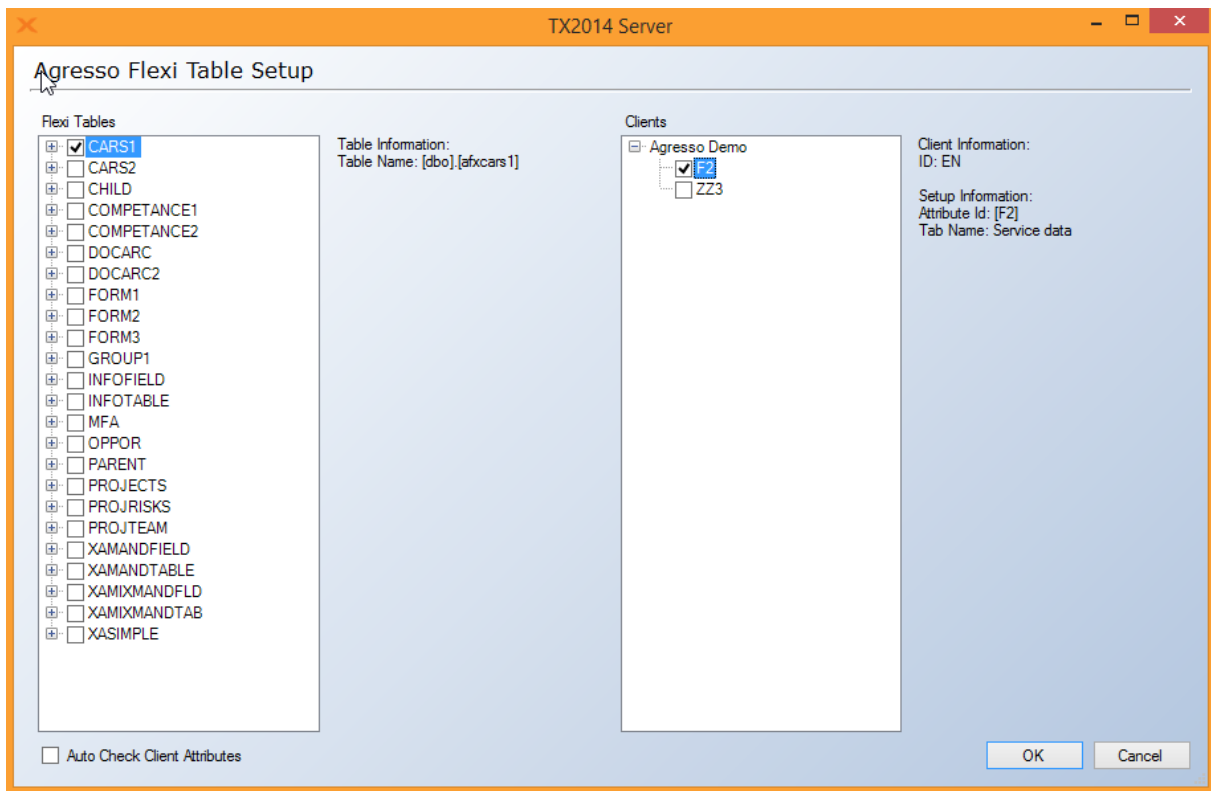 TX2014 Server
Agresso Flexi Table Setup
Flexi Tables
CARS1
CARS2
CHILD
COMPETANCE1
COMPETANCE2
DOCARC
DOCARC2
FORM1
FORM2
FORM3
GROUP1
INFOFIELD
INFOTABLE
MFA
OPPOR
PARENT
PROJECTS
PROJRISKS
PROJTEAM
XAMANDFIELD
XAMANDTABLE
XAMIXMANDFLD
XAMIXMANDTAB
XASIMPLE
Table Information:
Table Name: [dbo].[afxcars1]
Clients
Agresso Demo
F2
ZZ3
Client Information:
ID: EN
Setup Information:
Attribute Id: [F2]
Tab Name: Service data
Auto Check Client Attributes
OK
Cancel